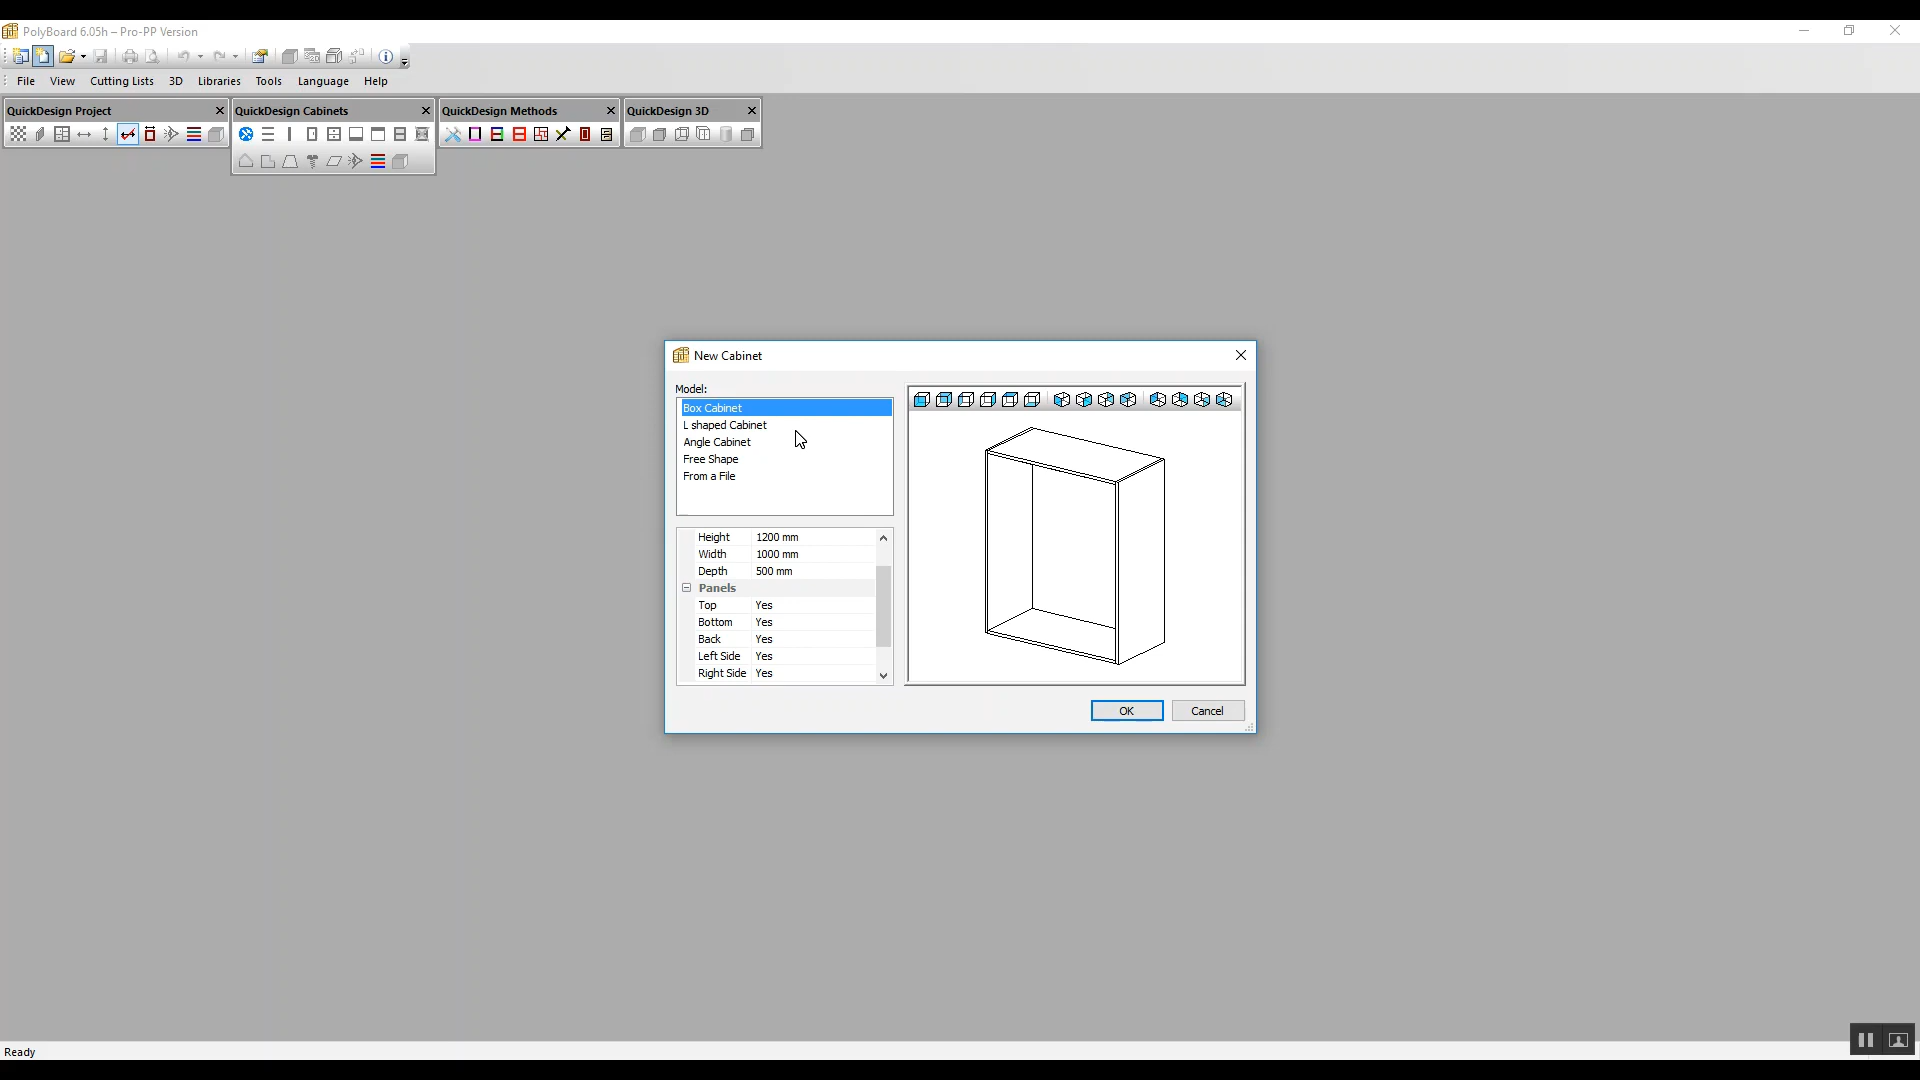 PolyBoard 6.05h – Pro-PP Version
File View Cutting Lists 3D Libraries Tools Language Help
QuickDesign Project QuickDesign Cabinets QuickDesign Methods QuickDesign 3D
New Cabinet
Model:
Box Cabinet
L shaped Cabinet
Angle Cabinet
Free Shape
From a File
Height 1200 mm
Width 1000 mm
Depth 500 mm
Panels
Top Yes
Bottom Yes
Back Yes
Left Side Yes
Right Side Yes
OK Cancel
Ready